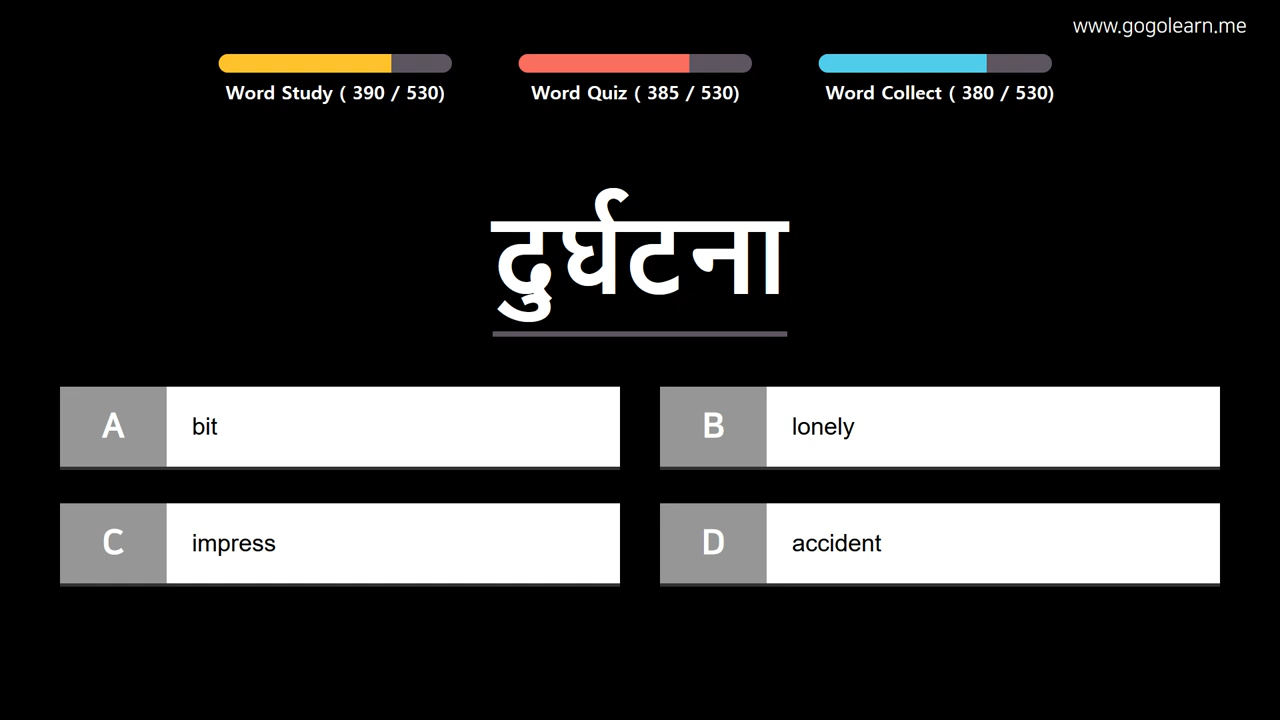 www.gogolearn.me
Word Study ( 390 / 530)
Word Quiz ( 385 / 530)
Word Collect ( 380 / 530)
दुर्घटना
A bit
B lonely
C impress
D accident